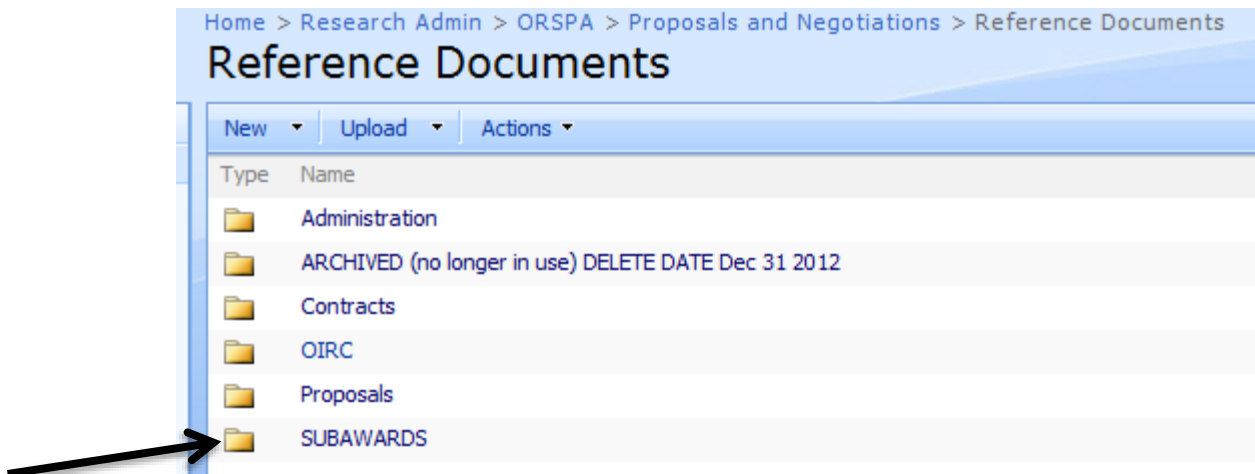 Home > Research Admin > ORSPA > Proposals and Negotiations > Reference Documents
Reference Documents
New Upload Actions
Type Name
Administration
ARCHIVED (no longer in use) DELETE DATE Dec 31 2012
Contracts
OIRC
Proposals
SUBAWARDS